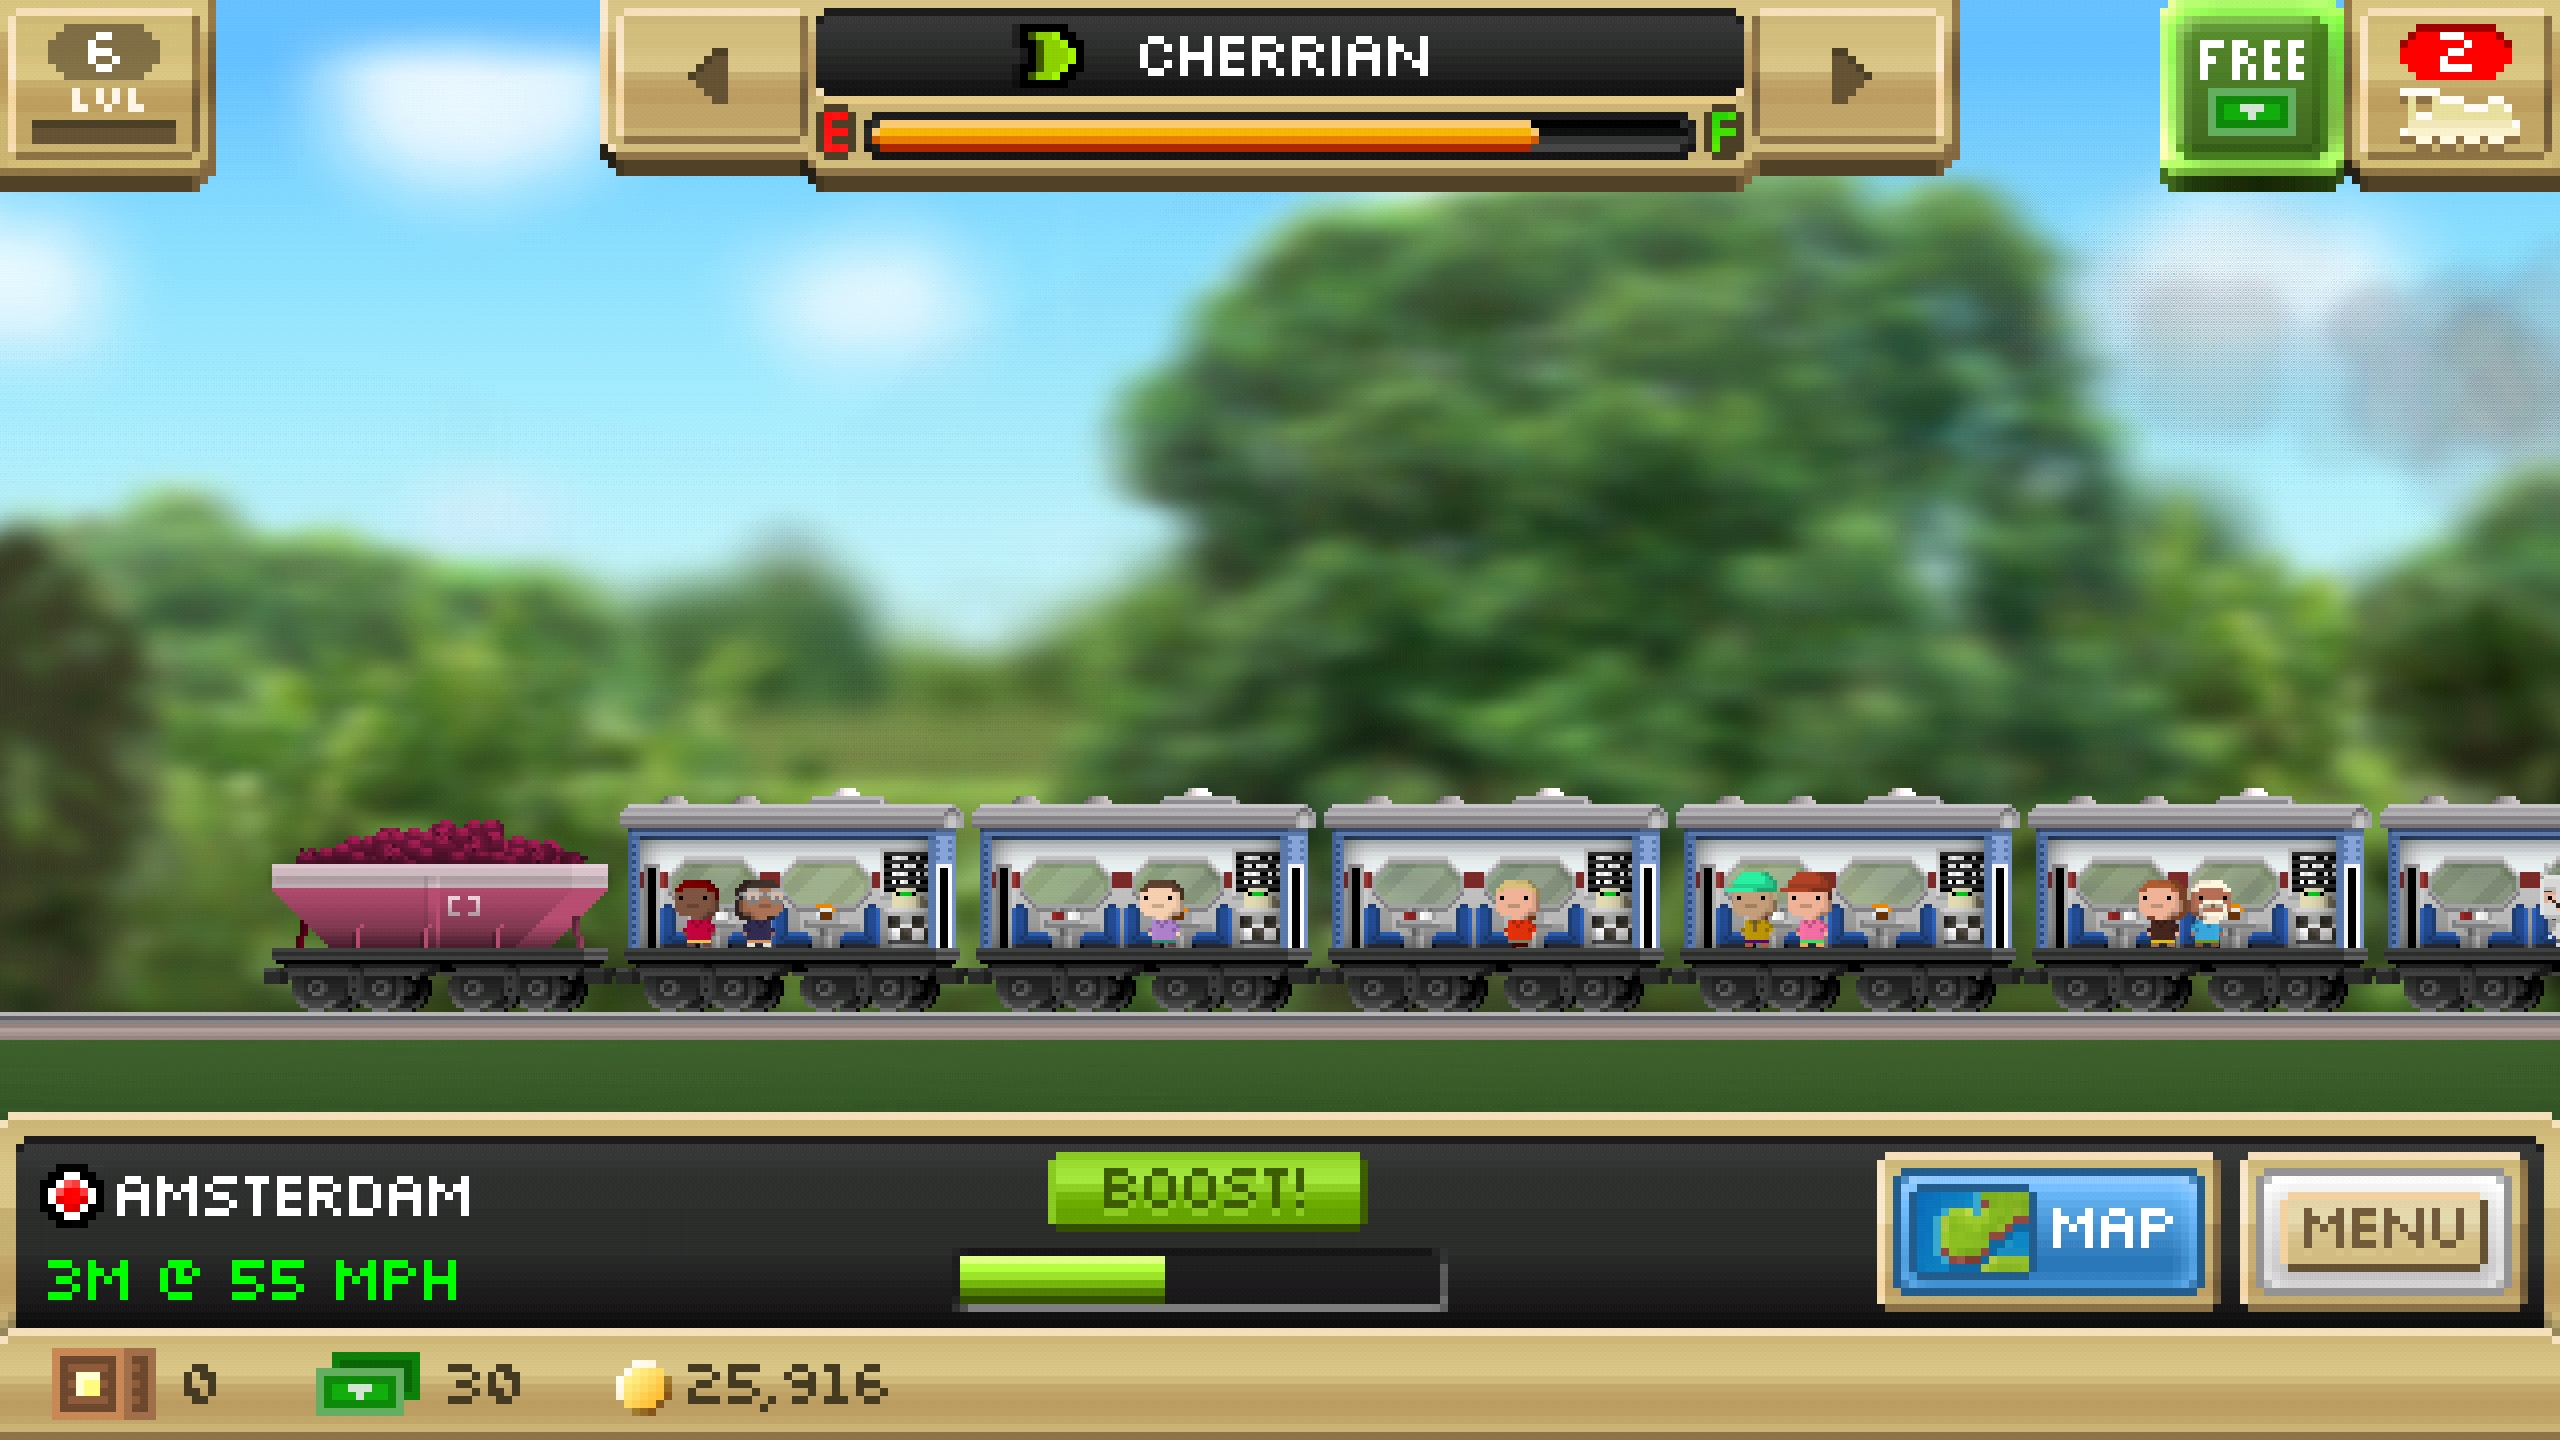 6
LVL
CHERRIAN
E F
FREE
2
AMSTERDAM
3M @ 55 MPH
BOOST!
MAP
MENU
0 30 25,916